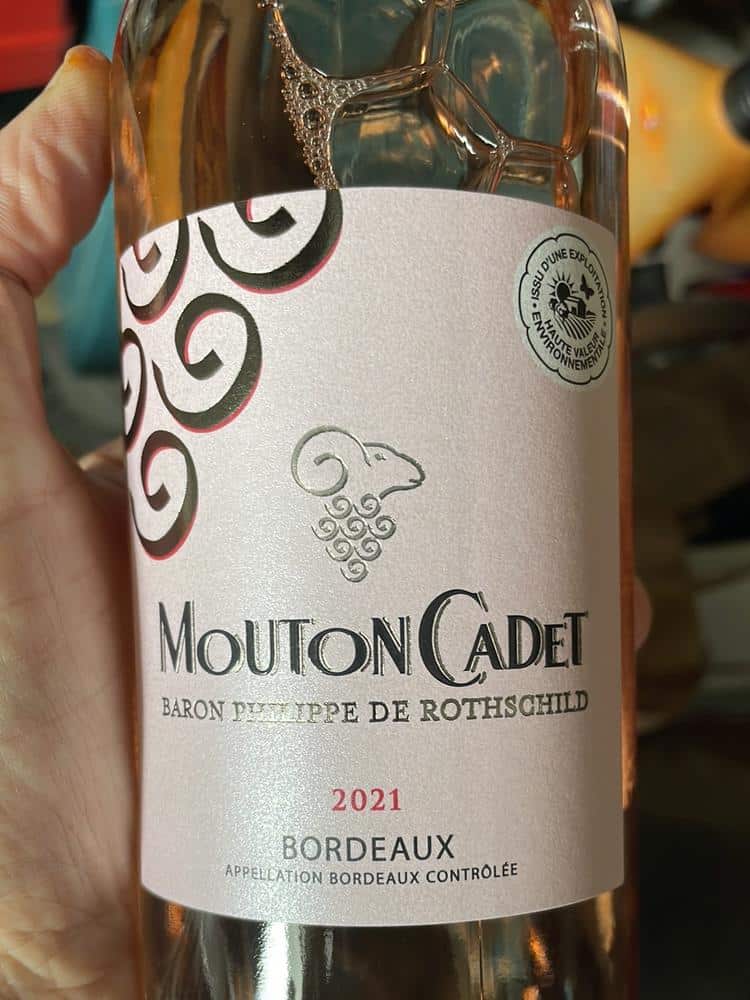 ISSU D'UNE EXPLOITATION
HAUTE VALEUR
ENVIRONNEMENTALE
MOUTON CADET
BARON PHILIPPE DE ROTHSCHILD
2021
BORDEAUX
APPELLATION BORDEAUX CONTRÔLÉE